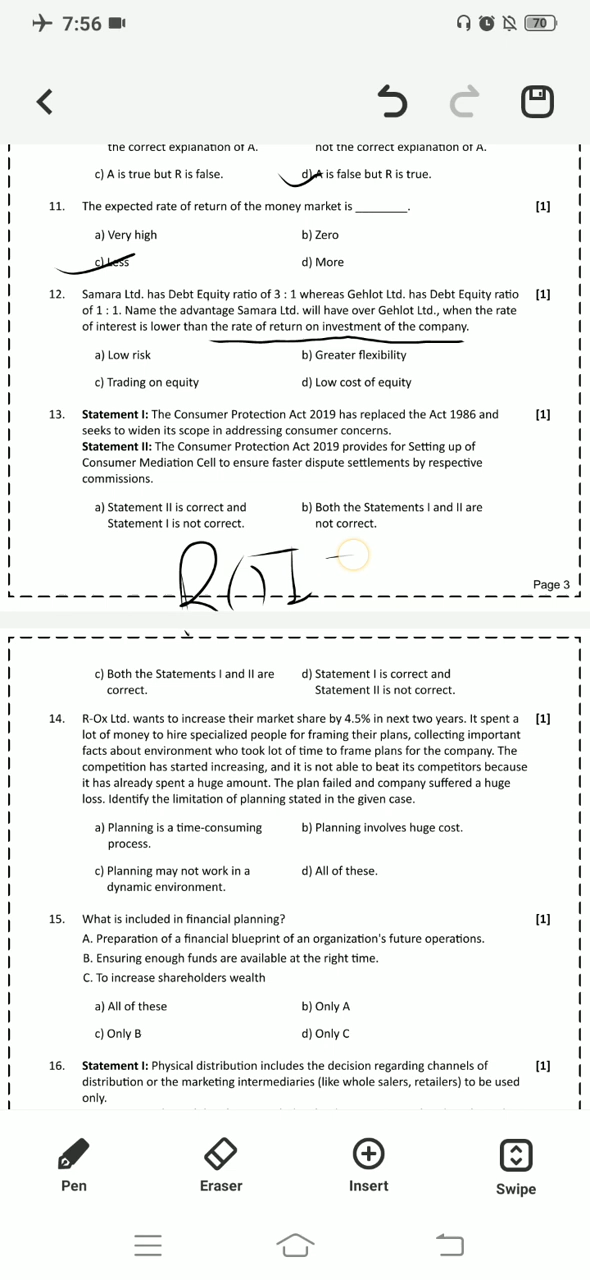 7:56
70
the correct explanation of A.
not the correct explanation of A.
c) A is true but R is false.
d) A is false but R is true.
11. The expected rate of return of the money market is ________. [1]
a) Very high
b) Zero
c) Less
d) More
12. Samara Ltd. has Debt Equity ratio of 3 : 1 whereas Gehlot Ltd. has Debt Equity ratio [1]
of 1 : 1. Name the advantage Samara Ltd. will have over Gehlot Ltd., when the rate
of interest is lower than the rate of return on investment of the company.
a) Low risk
b) Greater flexibility
c) Trading on equity
d) Low cost of equity
13. Statement I: The Consumer Protection Act 2019 has replaced the Act 1986 and [1]
seeks to widen its scope in addressing consumer concerns.
Statement II: The Consumer Protection Act 2019 provides for Setting up of
Consumer Mediation Cell to ensure faster dispute settlements by respective
commissions.
a) Statement II is correct and
Statement I is not correct.
b) Both the Statements I and II are
not correct.
ROI
Page 3
c) Both the Statements I and II are
correct.
d) Statement I is correct and
Statement II is not correct.
14. R-Ox Ltd. wants to increase their market share by 4.5% in next two years. It spent a [1]
lot of money to hire specialized people for framing their plans, collecting important
facts about environment who took lot of time to frame plans for the company. The
competition has started increasing, and it is not able to beat its competitors because
it has already spent a huge amount. The plan failed and company suffered a huge
loss. Identify the limitation of planning stated in the given case.
a) Planning is a time-consuming
process.
b) Planning involves huge cost.
c) Planning may not work in a
dynamic environment.
d) All of these.
15. What is included in financial planning? [1]
A. Preparation of a financial blueprint of an organization's future operations.
B. Ensuring enough funds are available at the right time.
C. To increase shareholders wealth
a) All of these
b) Only A
c) Only B
d) Only C
16. Statement I: Physical distribution includes the decision regarding channels of [1]
distribution or the marketing intermediaries (like whole salers, retailers) to be used
only.
Pen
Eraser
Insert
Swipe